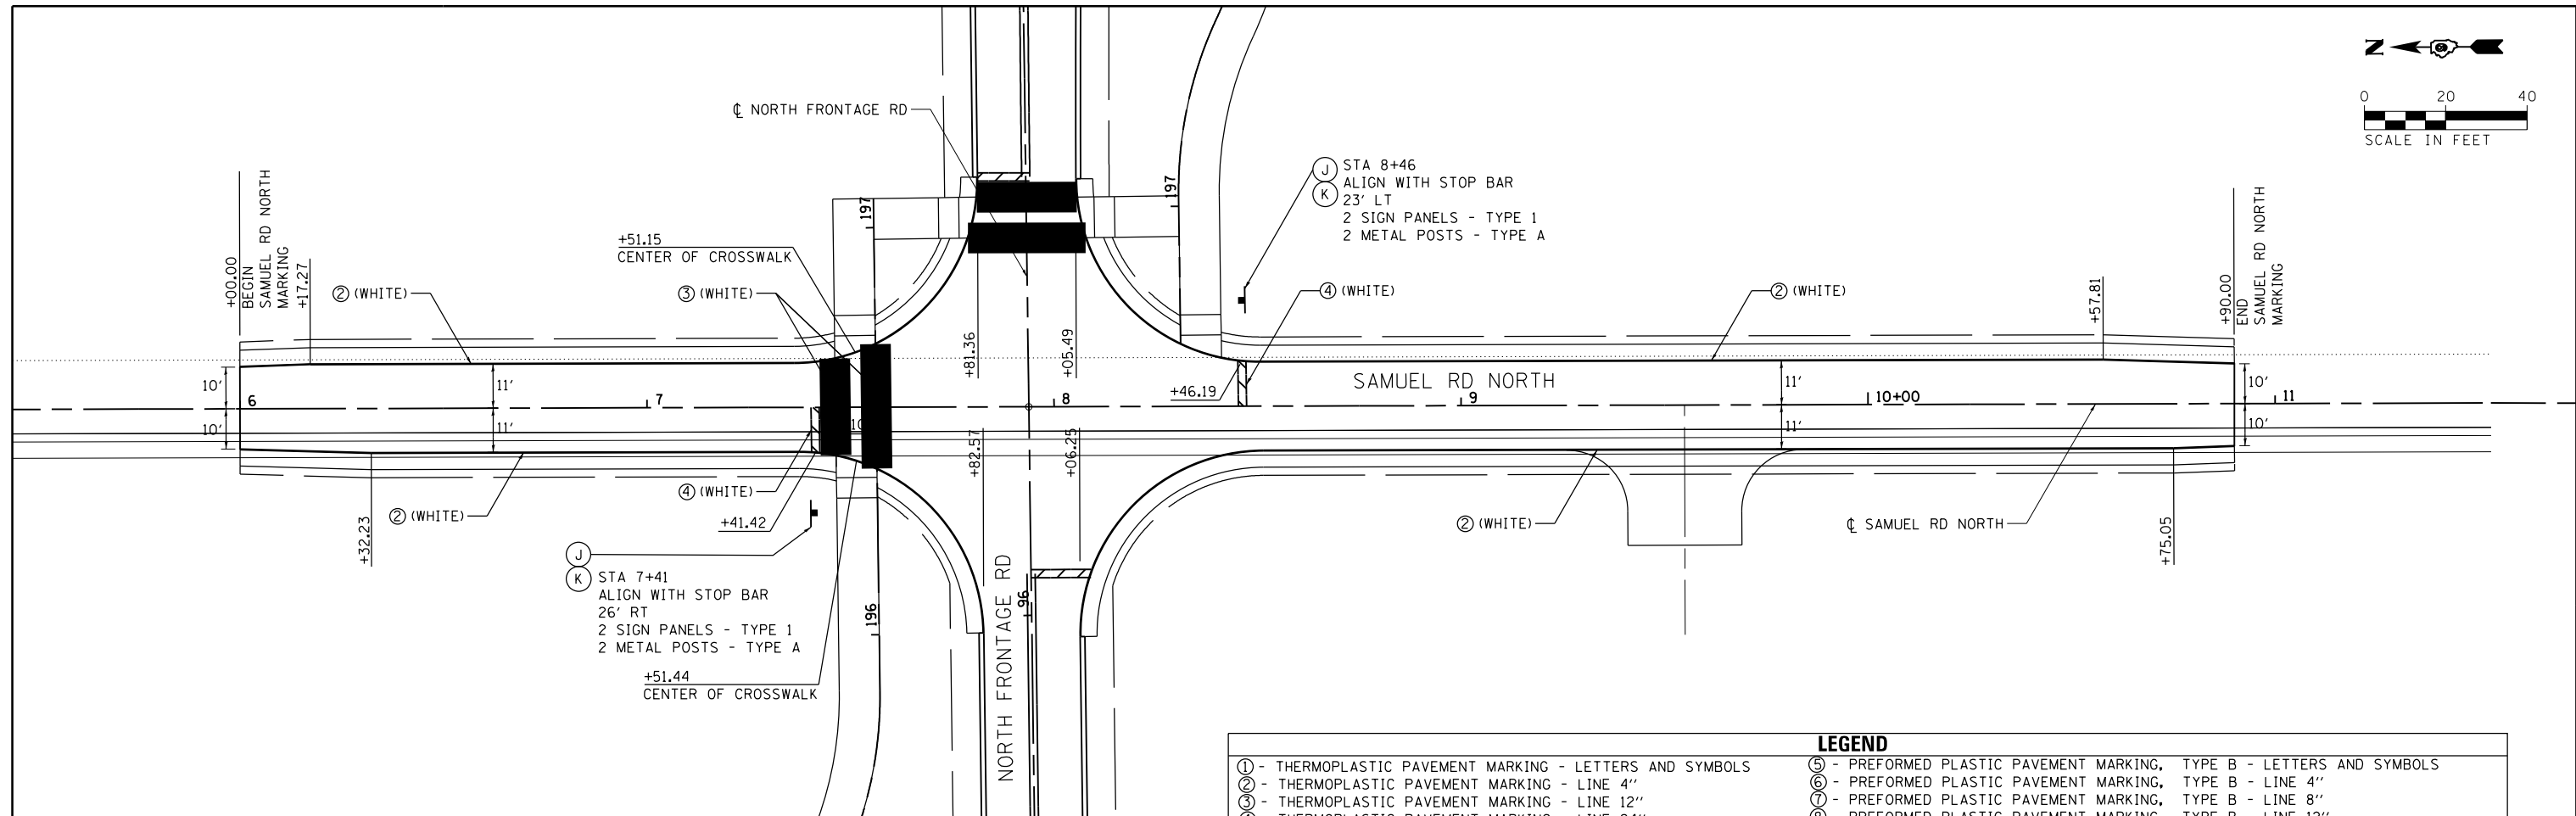 N
0 20 40
SCALE IN FEET
℄ NORTH FRONTAGE RD
STA 8+46
ALIGN WITH STOP BAR
23' LT
2 SIGN PANELS - TYPE 1
2 METAL POSTS - TYPE A
J
K
197
197
+51.15
CENTER OF CROSSWALK
+00.00
BEGIN
SAMUEL RD NORTH
MARKING
+17.27
② (WHITE)
③ (WHITE)
④ (WHITE)
② (WHITE)
+57.81
+90.00
END
SAMUEL RD NORTH
MARKING
+81.36
+05.49
+46.19
SAMUEL RD NORTH
10'
11'
11'
10'
6
7
8
9
10+00
11
10'
11'
11'
10'
+82.57
+06.25
④ (WHITE)
+41.42
② (WHITE)
+32.23
② (WHITE)
℄ SAMUEL RD NORTH
+75.05
J
K
STA 7+41
ALIGN WITH STOP BAR
26' RT
2 SIGN PANELS - TYPE 1
2 METAL POSTS - TYPE A
196
96
NORTH FRONTAGE RD
+51.44
CENTER OF CROSSWALK
LEGEND
① - THERMOPLASTIC PAVEMENT MARKING - LETTERS AND SYMBOLS
② - THERMOPLASTIC PAVEMENT MARKING - LINE 4''
③ - THERMOPLASTIC PAVEMENT MARKING - LINE 12''
⑤ - PREFORMED PLASTIC PAVEMENT MARKING, TYPE B - LETTERS AND SYMBOLS
⑥ - PREFORMED PLASTIC PAVEMENT MARKING, TYPE B - LINE 4''
⑦ - PREFORMED PLASTIC PAVEMENT MARKING, TYPE B - LINE 8''